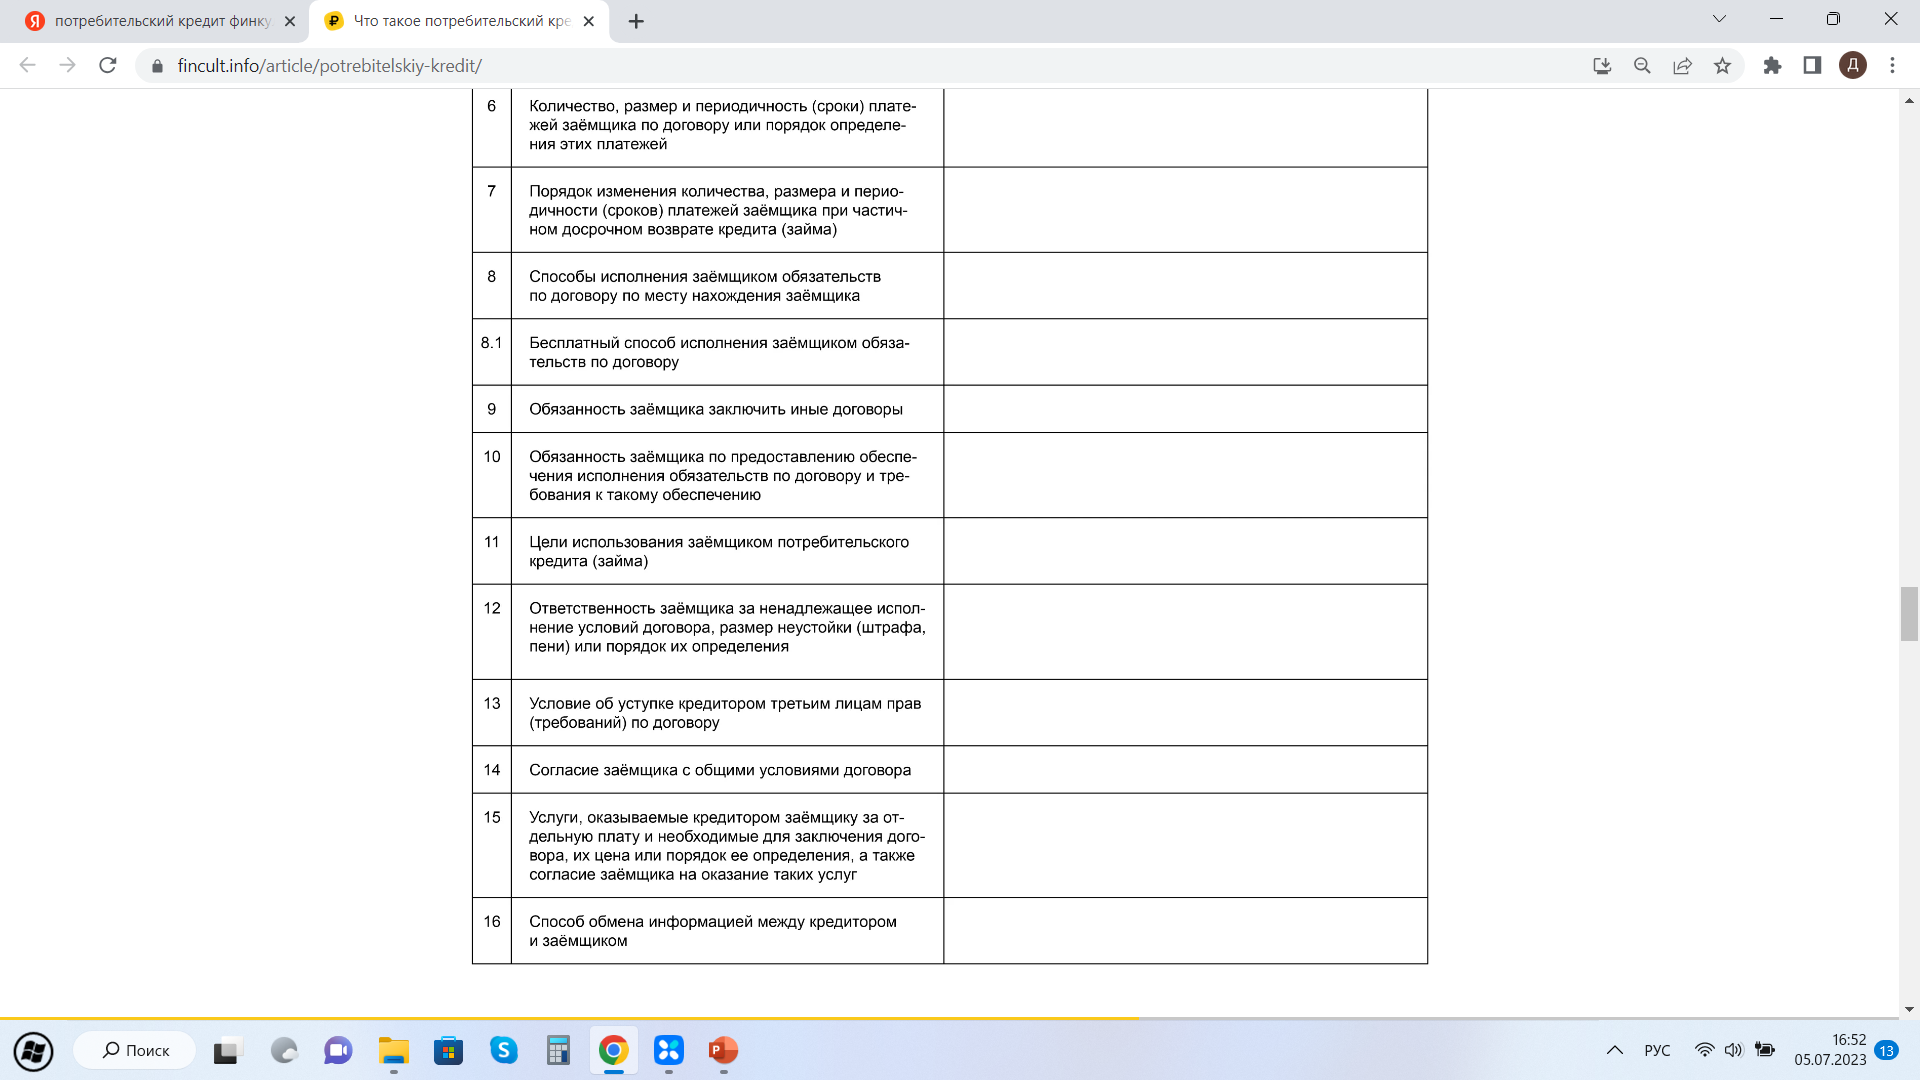 потребительский кредит финку
Что такое потребительский кре
fincult.info/article/potrebitelskiy-kredit/
Д
6
Количество, размер и периодичность (сроки) плате-
жей заёмщика по договору или порядок определе-
ния этих платежей
7
Порядок изменения количества, размера и перио-
дичности (сроков) платежей заёмщика при частич-
ном досрочном возврате кредита (займа)
8
Способы исполнения заёмщиком обязательств
по договору по месту нахождения заёмщика
8.1
Бесплатный способ исполнения заёмщиком обяза-
тельств по договору
9
Обязанность заёмщика заключить иные договоры
10
Обязанность заёмщика по предоставлению обеспе-
чения исполнения обязательств по договору и тре-
бования к такому обеспечению
11
Цели использования заёмщиком потребительского
кредита (займа)
12
Ответственность заёмщика за ненадлежащее испол-
нение условий договора, размер неустойки (штрафа,
пени) или порядок их определения
13
Условие об уступке кредитором третьим лицам прав
(требований) по договору
14
Согласие заёмщика с общими условиями договора
15
Услуги, оказываемые кредитором заёмщику за от-
дельную плату и необходимые для заключения дого-
вора, их цена или порядок ее определения, а также
согласие заёмщика на оказание таких услуг
16
Способ обмена информацией между кредитором
и заёмщиком
Поиск
РУС
16:52
05.07.2023
13